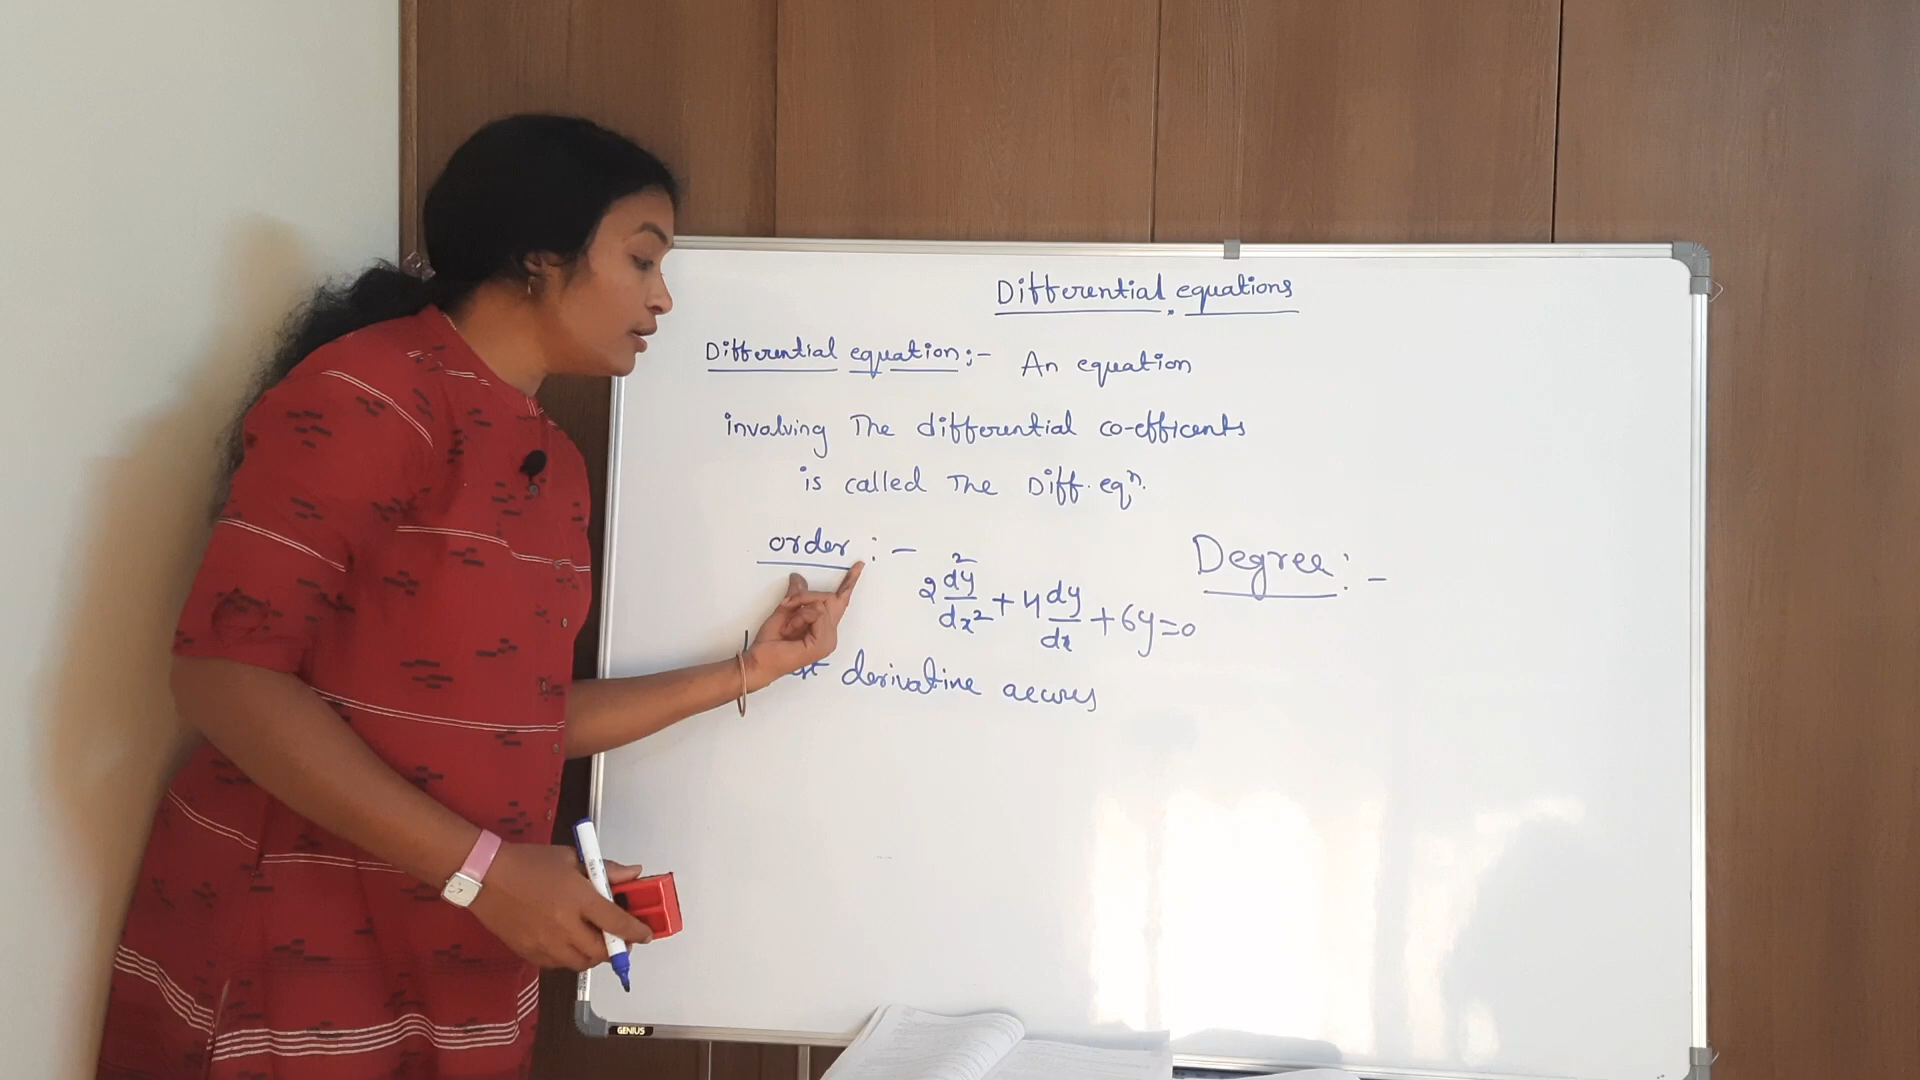 Differential equations
Differential equation:- An equation
involving The differential co-efficents
is called The Diff. eqⁿ.
order :-
2 d²y/dx² + 4 dy/dx + 6y=0
Degree :-
derivative
GENIUS